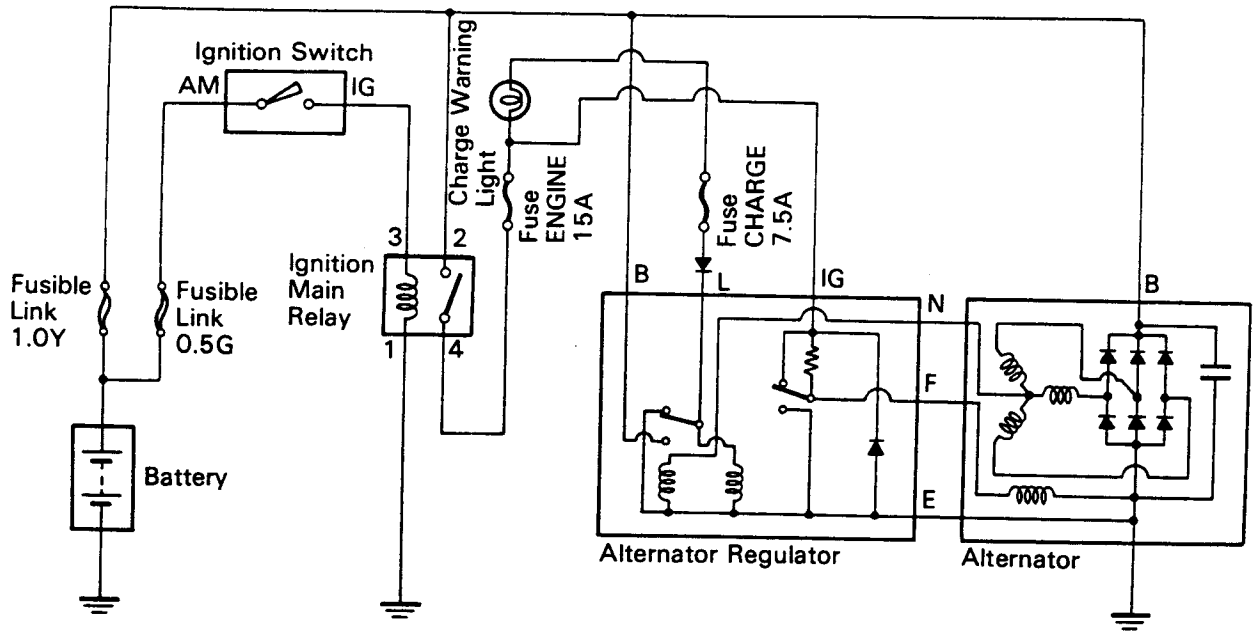 Ignition Switch
AM
IG
Charge Warning
Light
Fuse
ENGINE
15A
Fuse
CHARGE
7.5A
3
2
Ignition
Main
Relay
1
4
Fusible
Link
1.0Y
Fusible
Link
0.5G
Battery
B
L
IG
N
F
E
B
Alternator Regulator
Alternator